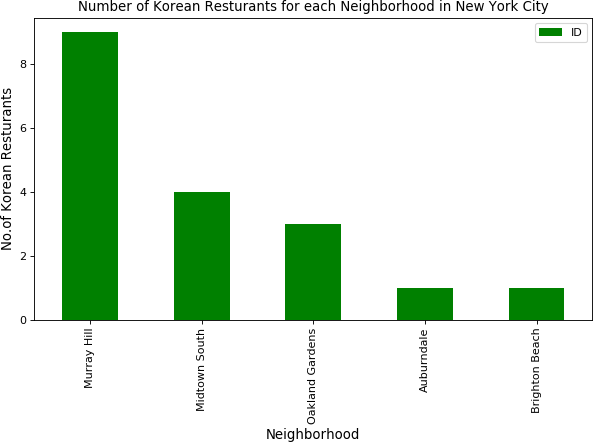 Number of Korean Resturants for each Neighborhood in New York City
ID
No.of Korean Resturants
8
6
4
2
0
Murray Hill
Midtown South
Oakland Gardens
Auburndale
Brighton Beach
Neighborhood